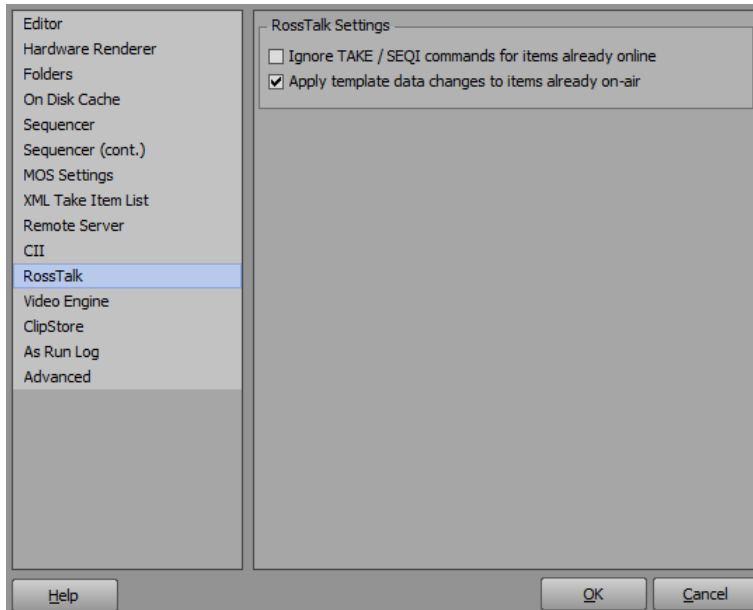 Editor
Hardware Renderer
Folders
On Disk Cache
Sequencer
Sequencer (cont.)
MOS Settings
XML Take Item List
Remote Server
CII
RossTalk
Video Engine
ClipStore
As Run Log
Advanced
RossTalk Settings
Ignore TAKE / SEQI commands for items already online
Apply template data changes to items already on-air
Help
OK
Cancel